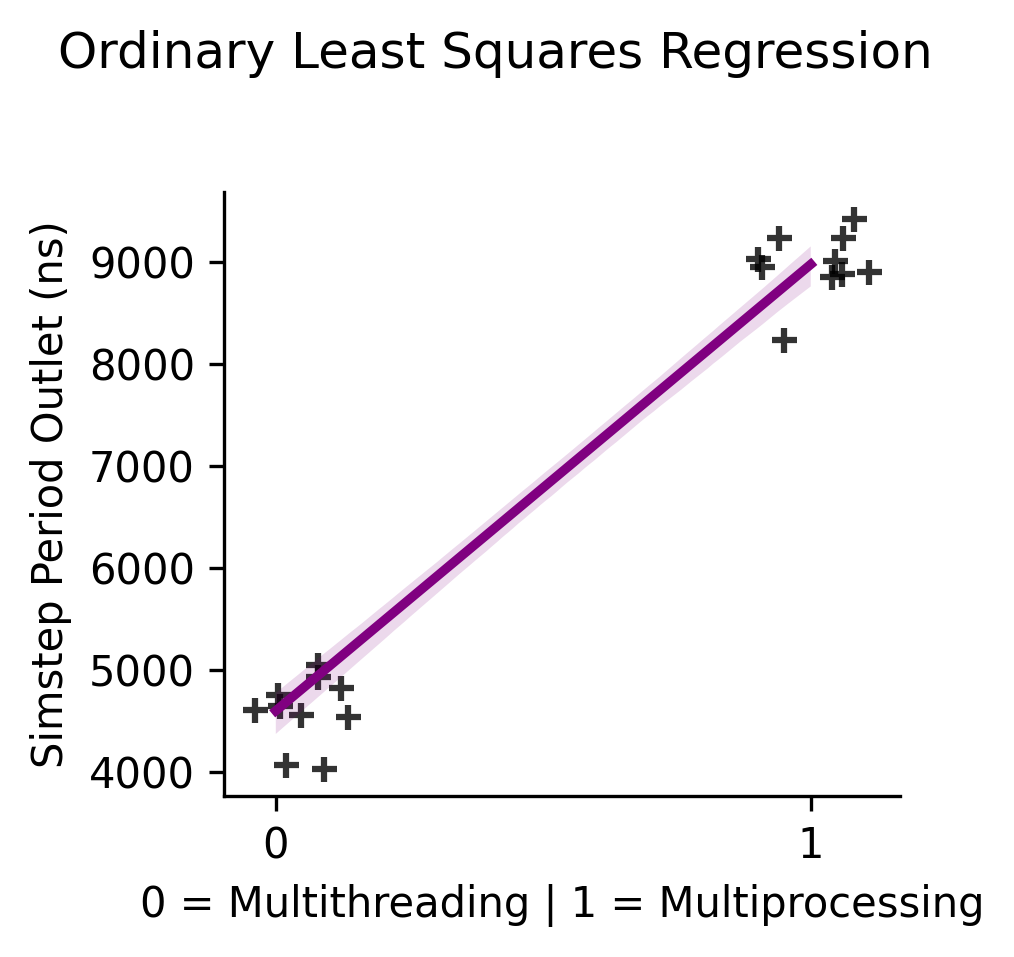 Ordinary Least Squares Regression
Simstep Period Outlet (ns)
9000
8000
7000
6000
5000
4000
0 1
0 = Multithreading | 1 = Multiprocessing